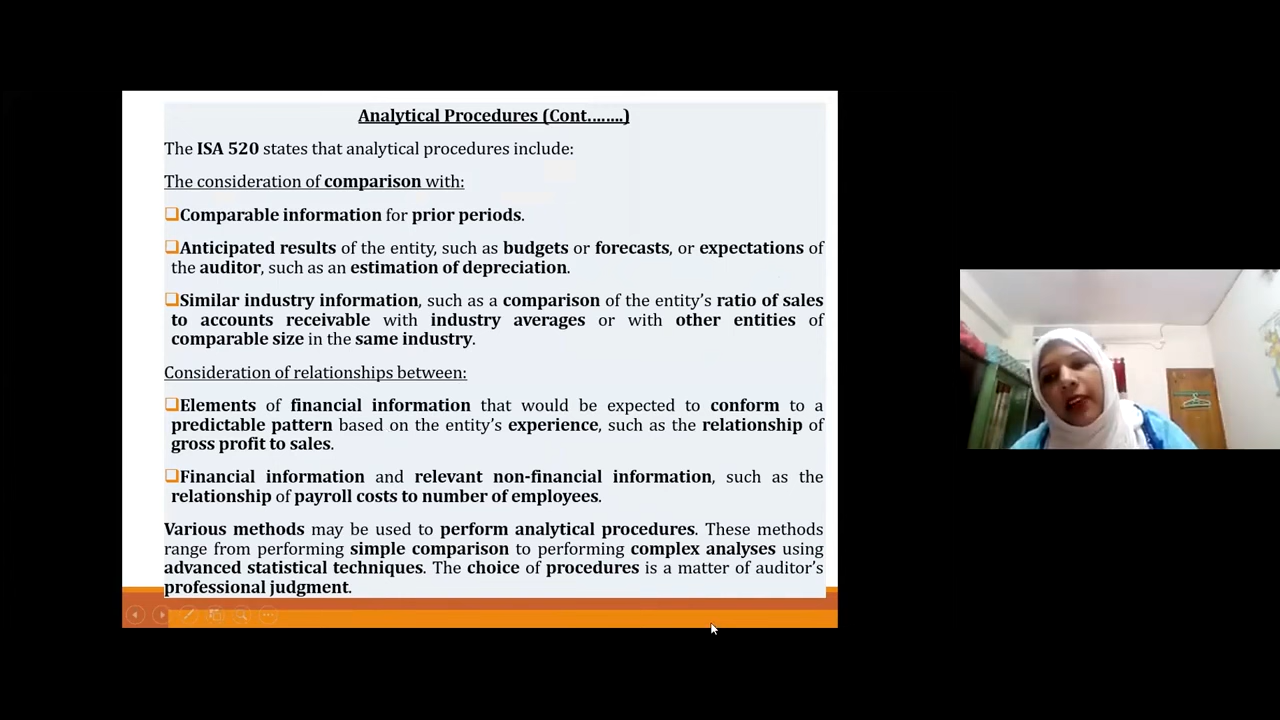 Analytical Procedures (Cont........)
The ISA 520 states that analytical procedures include:
The consideration of comparison with:
❑Comparable information for prior periods.
❑Anticipated results of the entity, such as budgets or forecasts, or expectations of
the auditor, such as an estimation of depreciation.
❑Similar industry information, such as a comparison of the entity’s ratio of sales
to accounts receivable with industry averages or with other entities of
comparable size in the same industry.
Consideration of relationships between:
❑Elements of financial information that would be expected to conform to a
predictable pattern based on the entity’s experience, such as the relationship of
gross profit to sales.
❑Financial information and relevant non-financial information, such as the
relationship of payroll costs to number of employees.
Various methods may be used to perform analytical procedures. These methods
range from performing simple comparison to performing complex analyses using
advanced statistical techniques. The choice of procedures is a matter of auditor’s
professional judgment.